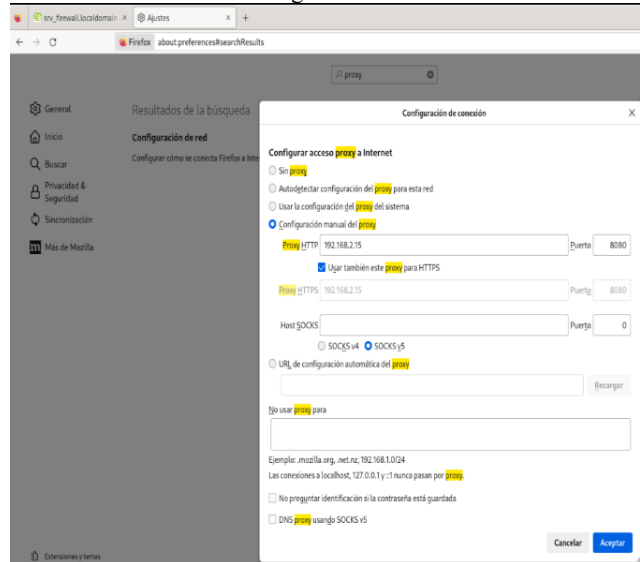 srv_firewall.localdomain × Ajustes × +
Firefox about:preferences#searchResults
proxy
General
Inicio
Buscar
Privacidad &
Seguridad
Sincronización
Más de Mozilla
Extensiones y temas
Resultados de la búsqueda
Configuración de red
Configurar cómo se conecta Firefox a Inte
Configuración de conexión X
Configurar acceso proxy a Internet
Sin proxy
Autodetectar configuración del proxy para esta red
Usar la configuración del proxy del sistema
Configuración manual del proxy
Proxy HTTP 192.168.2.15 Puerto 8080
Usar también este proxy para HTTPS
Proxy HTTPS 192.168.2.15 Puerto 8080
Host SOCKS Puerto 0
SOCKS v4 SOCKS v5
URL de configuración automática del proxy
Recargar
No usar proxy para
Ejemplo: .mozilla.org, .net.nz, 192.168.1.0/24
Las conexiones a localhost, 127.0.0.1 y ::1 nunca pasan por proxy.
No preguntar identificación si la contraseña está guardada
DNS proxy usando SOCKS v5
Cancelar Aceptar